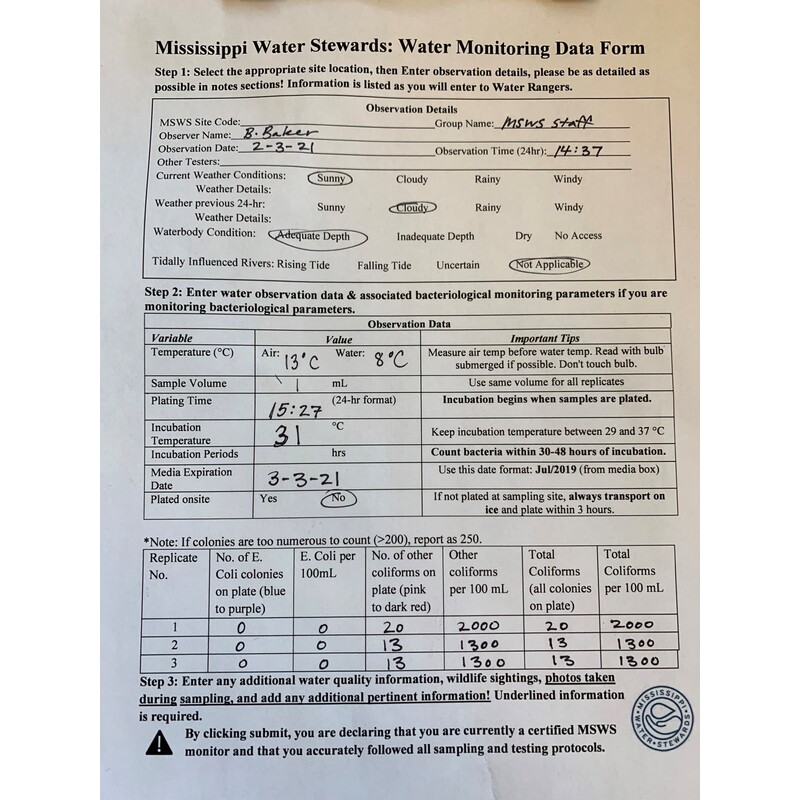 Mississippi Water Stewards: Water Monitoring Data Form
Step 1: Select the appropriate site location, then Enter observation details, please be as detailed as
possible in notes sections! Information is listed as you will enter to Water Rangers.
Observation Details
MSWS Site Code: Group Name: MSWS Staff
Observer Name: B. Baker
Observation Date: 2-3-21 Observation Time (24hr): 14:37
Other Testers:
Current Weather Conditions: Sunny Cloudy Rainy Windy
Weather Details:
Weather previous 24-hr: Sunny Cloudy Rainy Windy
Weather Details:
Waterbody Condition: Adequate Depth Inadequate Depth Dry No Access
Tidally Influenced Rivers: Rising Tide Falling Tide Uncertain Not Applicable
Step 2: Enter water observation data & associated bacteriological monitoring parameters if you are
monitoring bacteriological parameters.
Observation Data
Variable Value Important Tips
Temperature (°C) Air: 13°C Water: 8°C Measure air temp before water temp. Read with bulb
submerged if possible. Don't touch bulb.
Sample Volume 1 mL Use same volume for all replicates
Plating Time 15:27 (24-hr format) Incubation begins when samples are plated.
Incubation
Temperature 31 °C Keep incubation temperature between 29 and 37 °C
Incubation Periods hrs Count bacteria within 30-48 hours of incubation.
Media Expiration
Date 3-3-21 Use this date format: Jul/2019 (from media box)
Plated onsite Yes No If not plated at sampling site, always transport on
ice and plate within 3 hours.
*Note: If colonies are too numerous to count (>200), report as 250.
Replicate No. of E. E. Coli per No. of other Other Total Total
No. Coli colonies 100mL coliforms on coliforms Coliforms Coliforms
on plate (blue plate (pink per 100 mL (all colonies per 100 mL
to purple) to dark red) on plate)
1 0 0 20 2000 20 2000
2 0 0 13 1300 13 1300
3 0 0 13 1300 13 1300
Step 3: Enter any additional water quality information, wildlife sightings, photos taken
during sampling, and add any additional pertinent information! Underlined information
is required.
By clicking submit, you are declaring that you are currently a certified MSWS
monitor and that you accurately followed all sampling and testing protocols.
MISSISSIPPI WATER STEWARDS